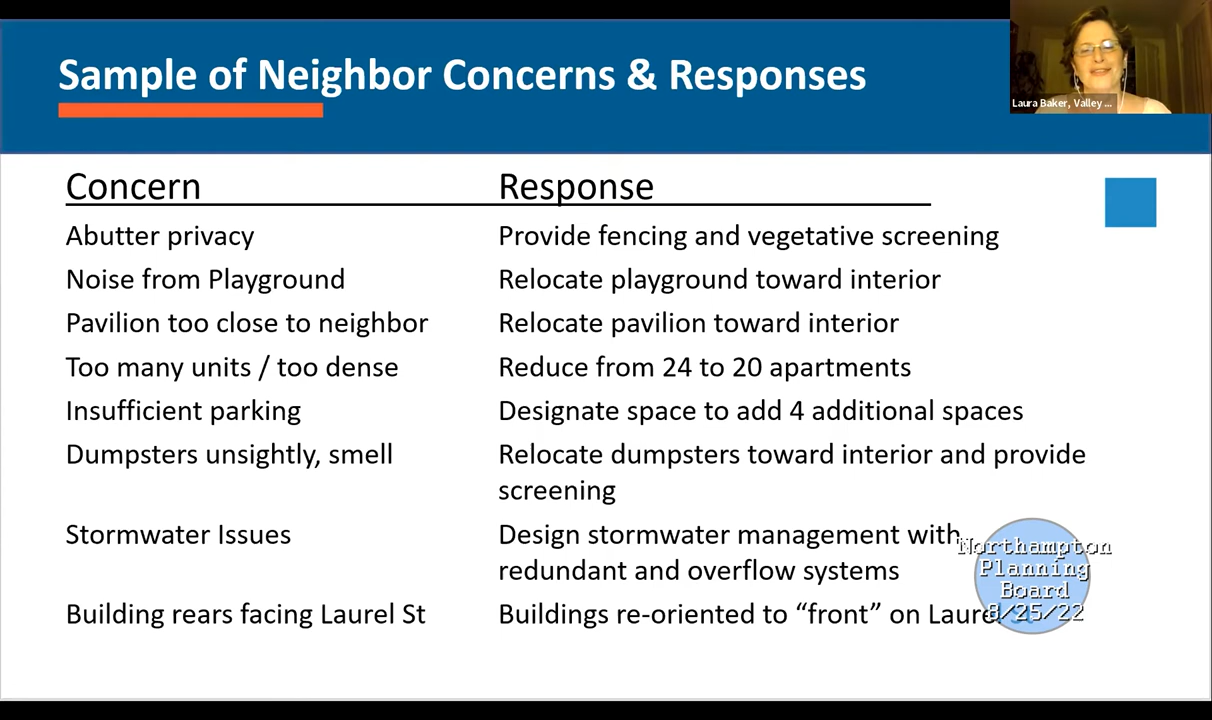 Sample of Neighbor Concerns & Responses
Laura Baker, Valley ...
Concern Response
Abutter privacy Provide fencing and vegetative screening
Noise from Playground Relocate playground toward interior
Pavilion too close to neighbor Relocate pavilion toward interior
Too many units / too dense Reduce from 24 to 20 apartments
Insufficient parking Designate space to add 4 additional spaces
Dumpsters unsightly, smell Relocate dumpsters toward interior and provide
screening
Stormwater Issues Design stormwater management with
redundant and overflow systems
Building rears facing Laurel St Buildings re-oriented to “front” on Laurel St
Northampton
Planning
Board
8/25/22